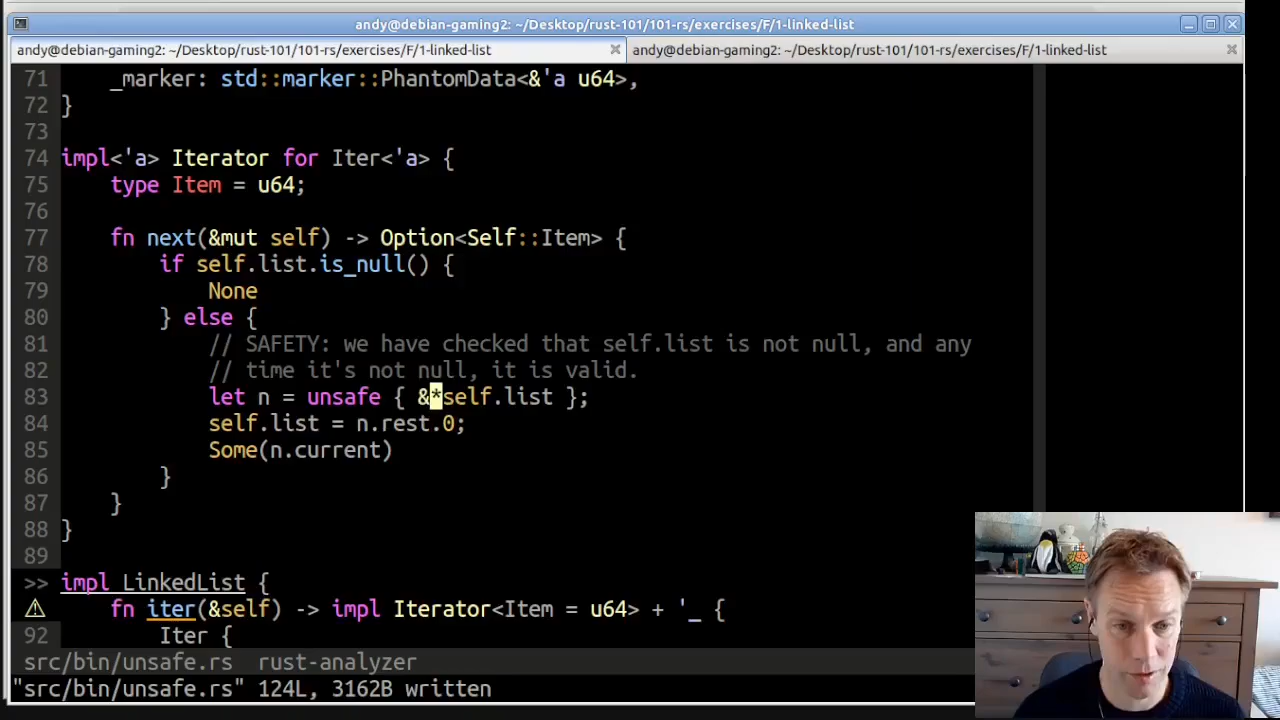 andy@debian-gaming2: ~/Desktop/rust-101/101-rs/exercises/F/1-linked-list
andy@debian-gaming2: ~/Desktop/rust-101/101-rs/exercises/F/1-linked-list
andy@debian-gaming2: ~/Desktop/rust-101/101-rs/exercises/F/1-linked-list
71     _marker: std::marker::PhantomData<&'a u64>,
72 }
73
74 impl<'a> Iterator for Iter<'a> {
75     type Item = u64;
76
77     fn next(&mut self) -> Option<Self::Item> {
78         if self.list.is_null() {
79             None
80         } else {
81             // SAFETY: we have checked that self.list is not null, and any
82             // time it's not null, it is valid.
83             let n = unsafe { &*self.list };
84             self.list = n.rest.0;
85             Some(n.current)
86         }
87     }
88 }
89
>> impl LinkedList {
⚠     fn iter(&self) -> impl Iterator<Item = u64> + '_ {
92         Iter {
src/bin/unsafe.rs  rust-analyzer
"src/bin/unsafe.rs" 124L, 3162B written